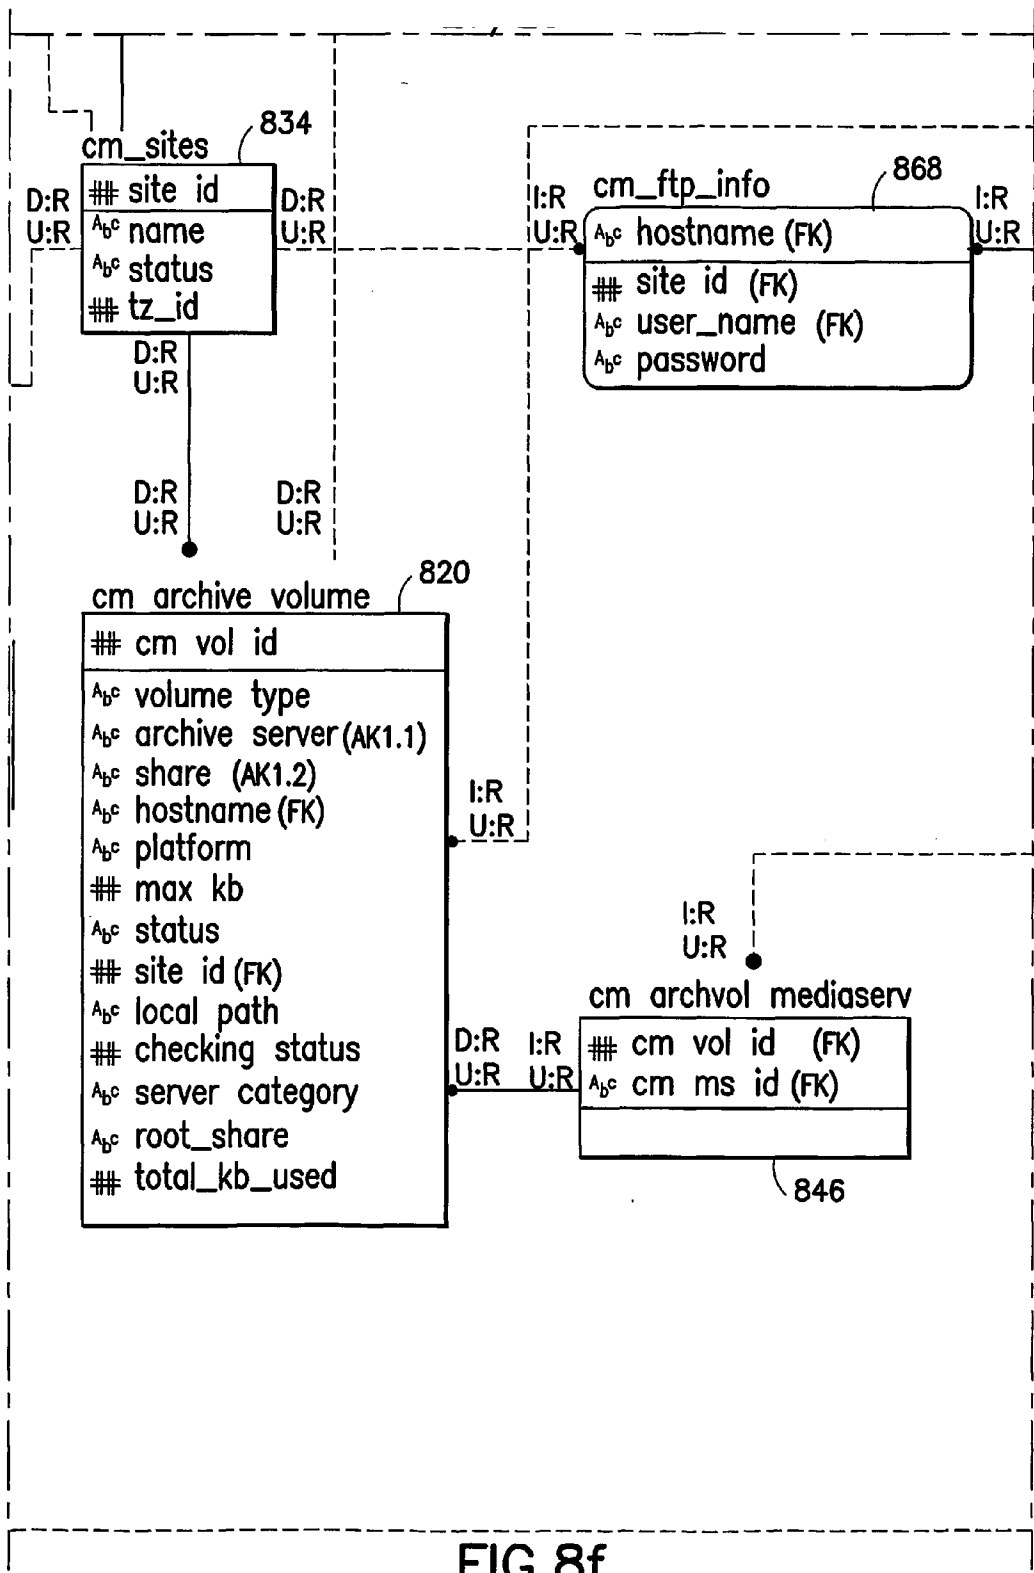 834
cm_sites
## site id
Abc name
Abc status
## tz_id
D:R
U:R
D:R
U:R
D:R
U:R
D:R
U:R
D:R
U:R
868
cm_ftp_info
Abc hostname (FK)
## site id (FK)
Abc user_name (FK)
Abc password
I:R
U:R
I:R
U:R
820
cm archive volume
## cm vol id
Abc volume type
Abc archive server (AK1.1)
Abc share (AK1.2)
Abc hostname (FK)
Abc platform
## max kb
Abc status
## site id (FK)
Abc local path
## checking status
Abc server category
Abc root_share
## total_kb_used
I:R
U:R
D:R I:R
U:R U:R
I:R
U:R
cm archvol mediaserv
## cm vol id (FK)
Abc cm ms id (FK)
846
FIG.8f